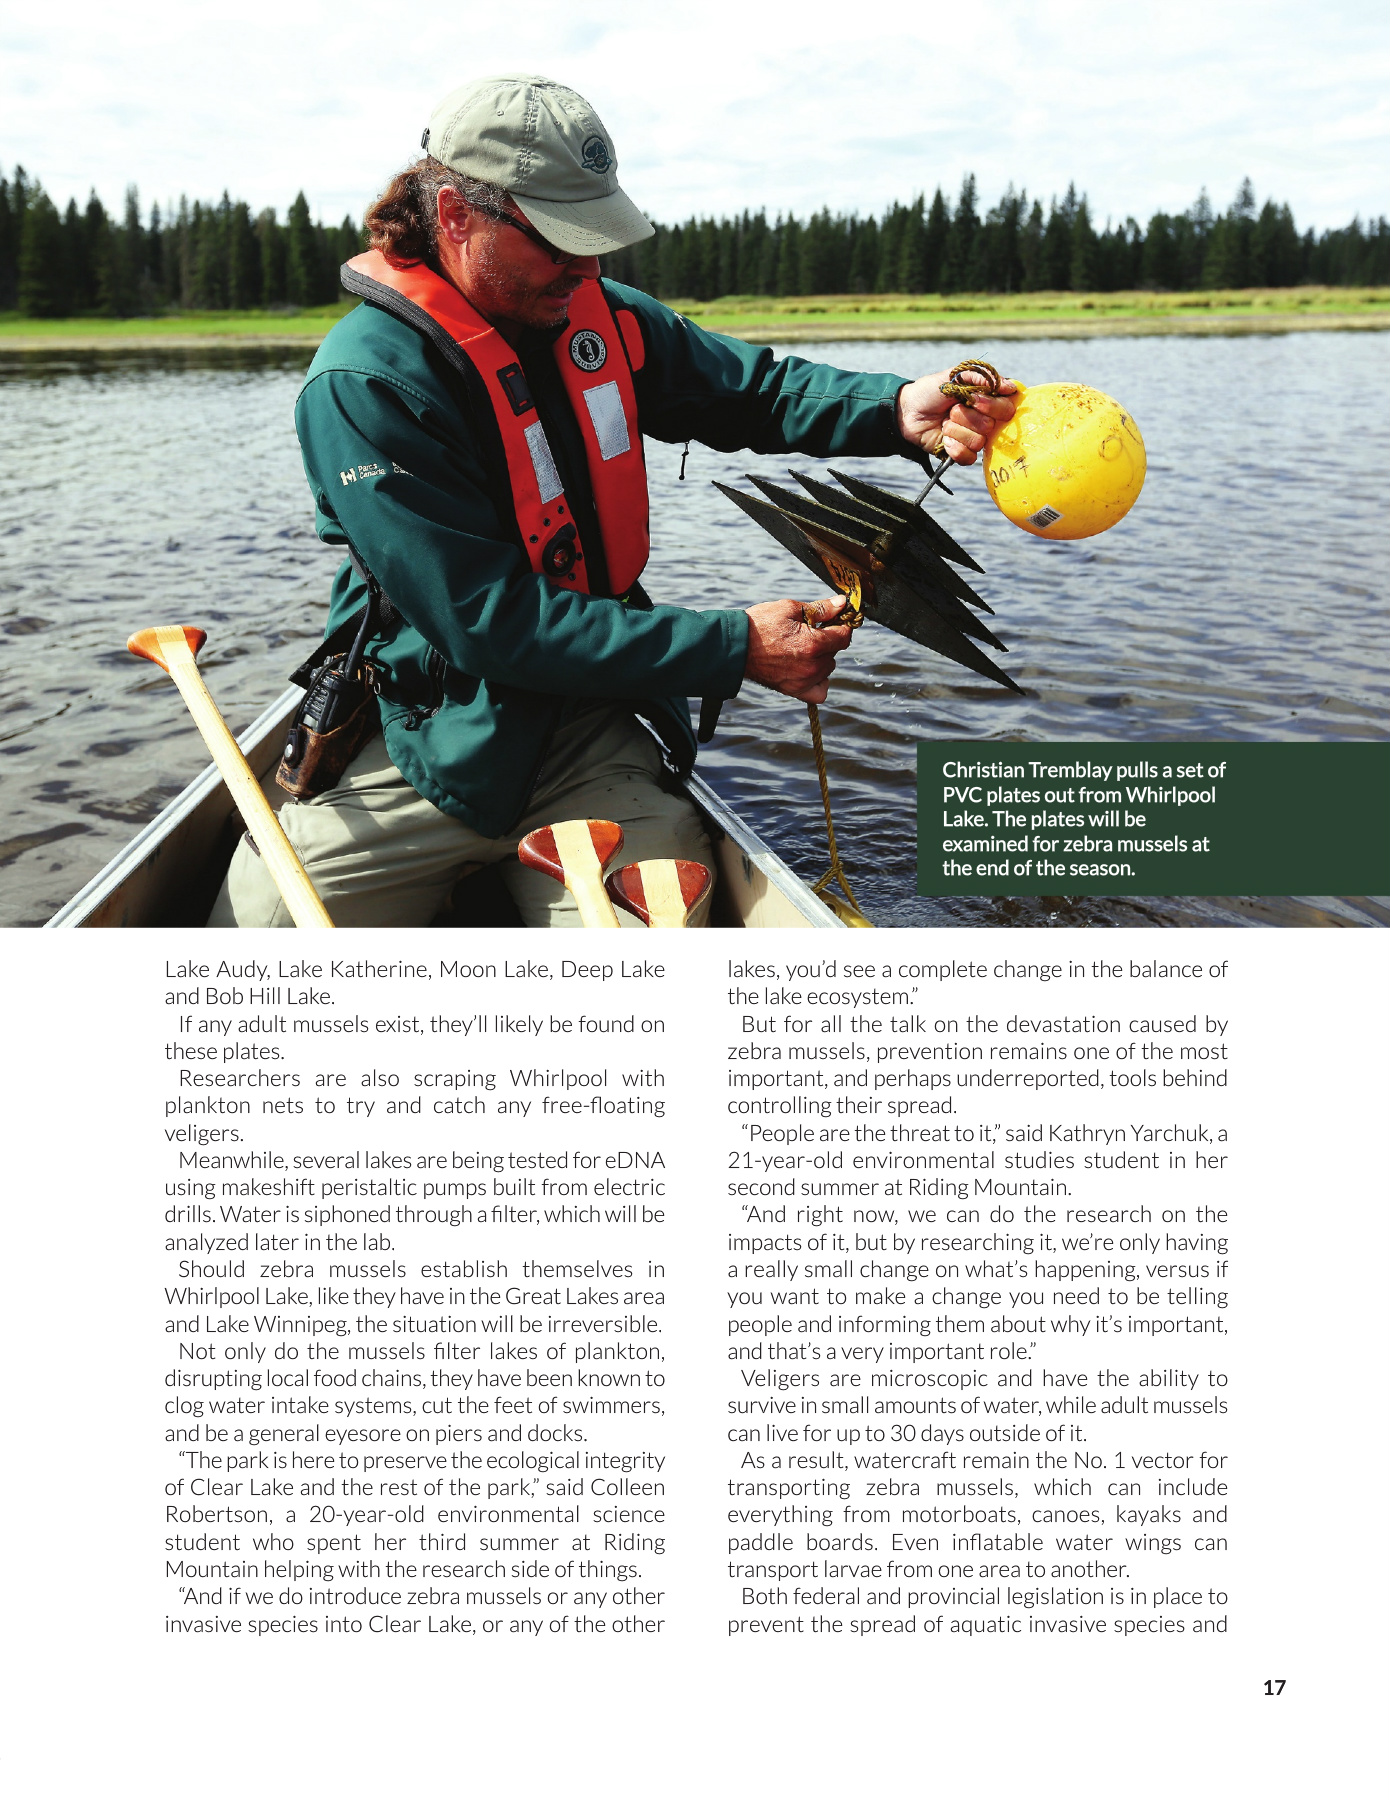 MUSTANG
SURVIVAL
Parks
Canada
2017
Christian Tremblay pulls a set of
PVC plates out from Whirlpool
Lake. The plates will be
examined for zebra mussels at
the end of the season.
Lake Audy, Lake Katherine, Moon Lake, Deep Lake
and Bob Hill Lake.
If any adult mussels exist, they’ll likely be found on
these plates.
Researchers are also scraping Whirlpool with
plankton nets to try and catch any free-floating
veligers.
Meanwhile, several lakes are being tested for eDNA
using makeshift peristaltic pumps built from electric
drills. Water is siphoned through a filter, which will be
analyzed later in the lab.
Should zebra mussels establish themselves in
Whirlpool Lake, like they have in the Great Lakes area
and Lake Winnipeg, the situation will be irreversible.
Not only do the mussels filter lakes of plankton,
disrupting local food chains, they have been known to
clog water intake systems, cut the feet of swimmers,
and be a general eyesore on piers and docks.
“The park is here to preserve the ecological integrity
of Clear Lake and the rest of the park,” said Colleen
Robertson, a 20-year-old environmental science
student who spent her third summer at Riding
Mountain helping with the research side of things.
“And if we do introduce zebra mussels or any other
invasive species into Clear Lake, or any of the other
lakes, you’d see a complete change in the balance of
the lake ecosystem.”
But for all the talk on the devastation caused by
zebra mussels, prevention remains one of the most
important, and perhaps underreported, tools behind
controlling their spread.
“People are the threat to it,” said Kathryn Yarchuk, a
21-year-old environmental studies student in her
second summer at Riding Mountain.
“And right now, we can do the research on the
impacts of it, but by researching it, we’re only having
a really small change on what’s happening, versus if
you want to make a change you need to be telling
people and informing them about why it’s important,
and that’s a very important role.”
Veligers are microscopic and have the ability to
survive in small amounts of water, while adult mussels
can live for up to 30 days outside of it.
As a result, watercraft remain the No. 1 vector for
transporting zebra mussels, which can include
everything from motorboats, canoes, kayaks and
paddle boards. Even inflatable water wings can
transport larvae from one area to another.
Both federal and provincial legislation is in place to
prevent the spread of aquatic invasive species and
17